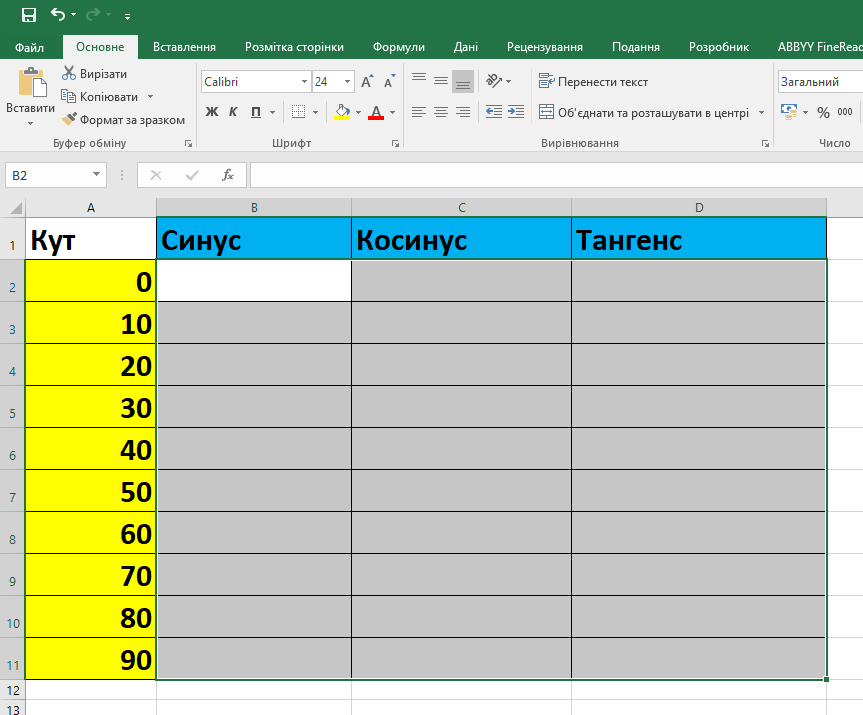 Файл Основне Вставлення Розмітка сторінки Формули Дані Рецензування Подання Розробник ABBYY FineRead
Вирізати
Копіювати
Формат за зразком
Вставити
Буфер обміну
Calibri 24
Ж К П
Шрифт
Перенести текст
Об'єднати та розташувати в центрі
Вирівнювання
Загальний
% 000
Число
B2 fx
A B C D
1 Кут Синус Косинус Тангенс
2 0
3 10
4 20
5 30
6 40
7 50
8 60
9 70
10 80
11 90
12
13